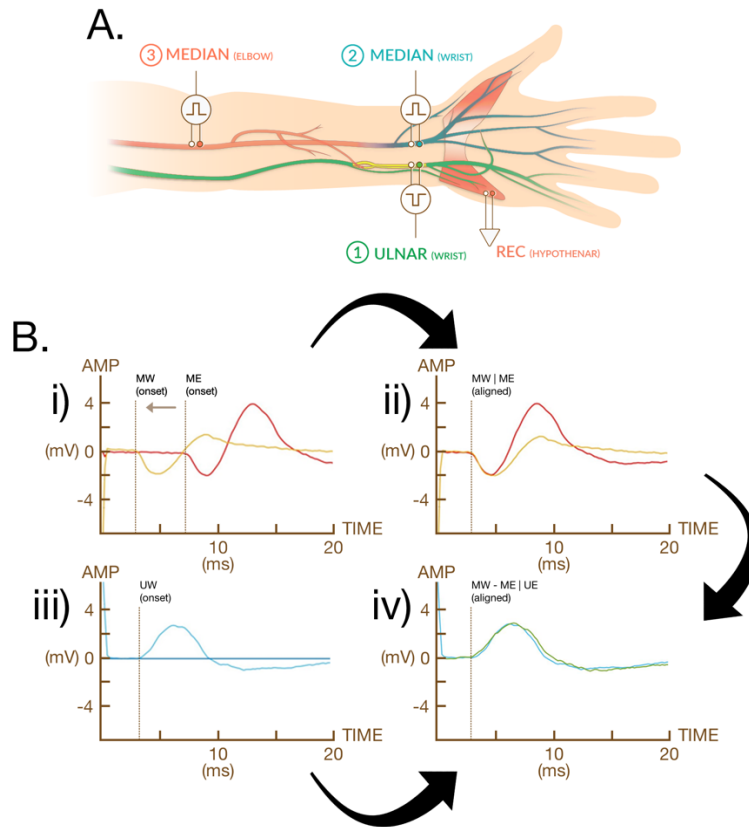 A.
③ MEDIAN (ELBOW)
② MEDIAN (WRIST)
① ULNAR (WRIST)
REC (HYPOTHENAR)
B.
i)
AMP
MW
(onset)
ME
(onset)
4
(mV) 0
-4
TIME
10
20
(ms)
ii)
AMP
MW | ME
(aligned)
4
(mV) 0
-4
TIME
10
20
(ms)
iii)
AMP
UW
(onset)
4
(mV) 0
-4
TIME
10
20
(ms)
iv)
AMP
MW - ME | UE
(aligned)
4
(mV) 0
-4
TIME
10
20
(ms)